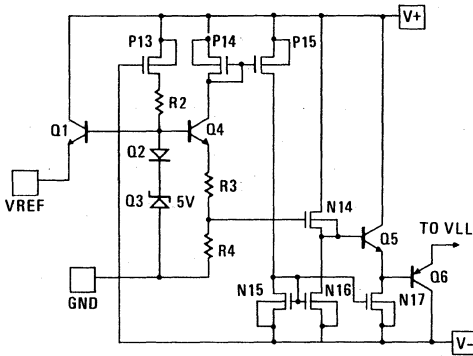 V+
P13 P14 P15
R2
Q1 Q4
Q2
R3
VREF
Q3 5V
N14
Q5
TO VLL
R4
Q6
GND
N15 N16 N17
V-